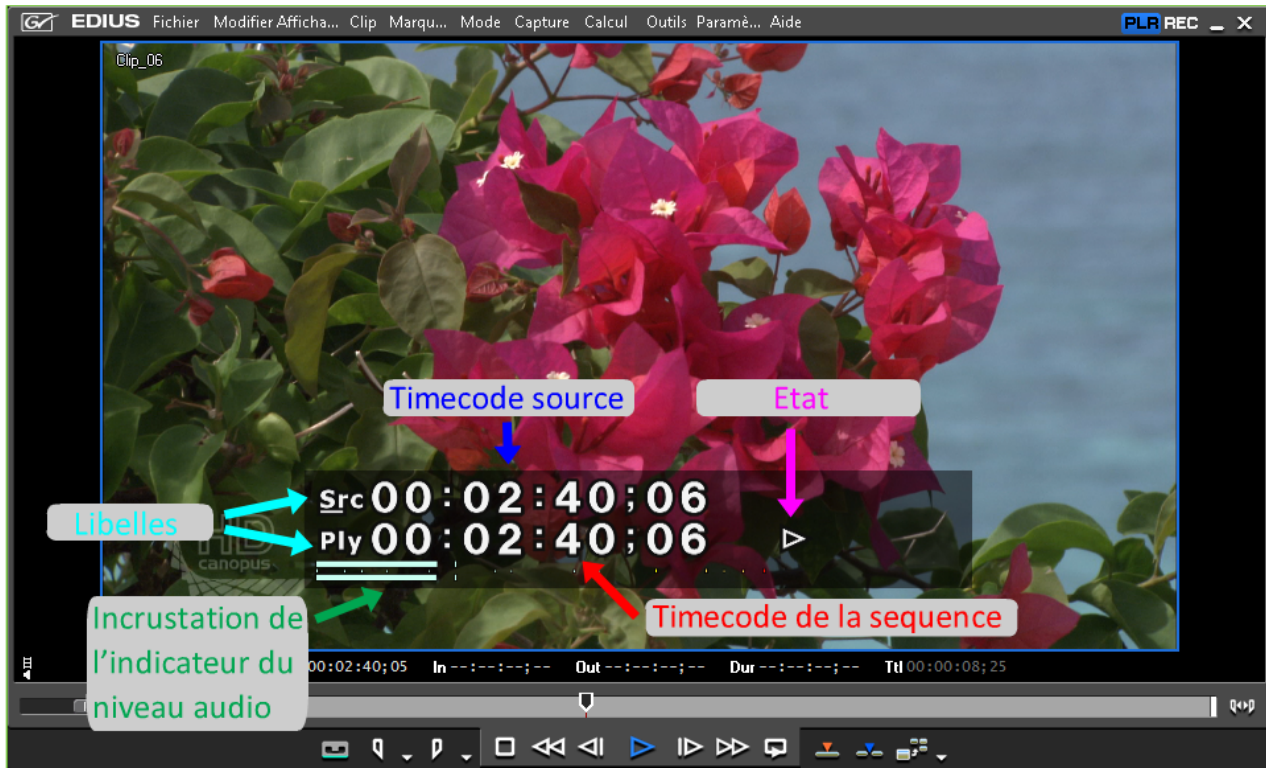 EDIUS Fichier Modifier Afficha... Clip Marqu... Mode Capture Calcul Outils Paramè... Aide PLR REC
Clip_06
Timecode source
Etat
Src 00:02:40;06
Libelles
Ply 00:02:40;06
HD
canopus
Incrustation de
l'indicateur du
niveau audio
Timecode de la sequence
00:02:40;05 In --:--:--;-- Out --:--:--;-- Dur --:--:--;-- Ttl 00:00:08;25